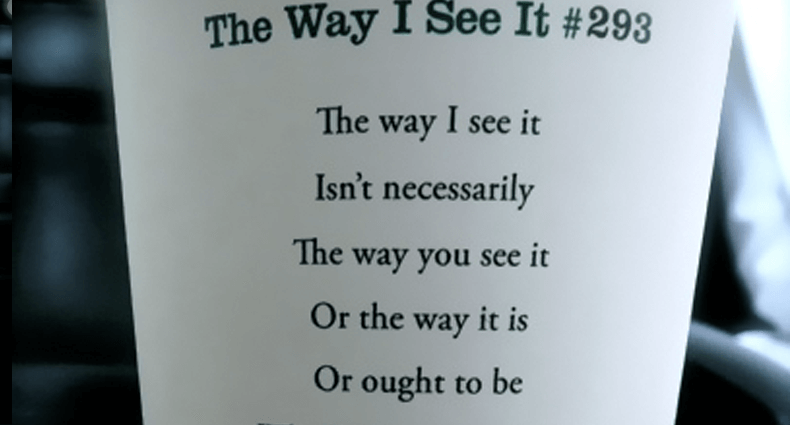 The Way I See It #293
The way I see it
Isn't necessarily
The way you see it
Or the way it is
Or ought to be